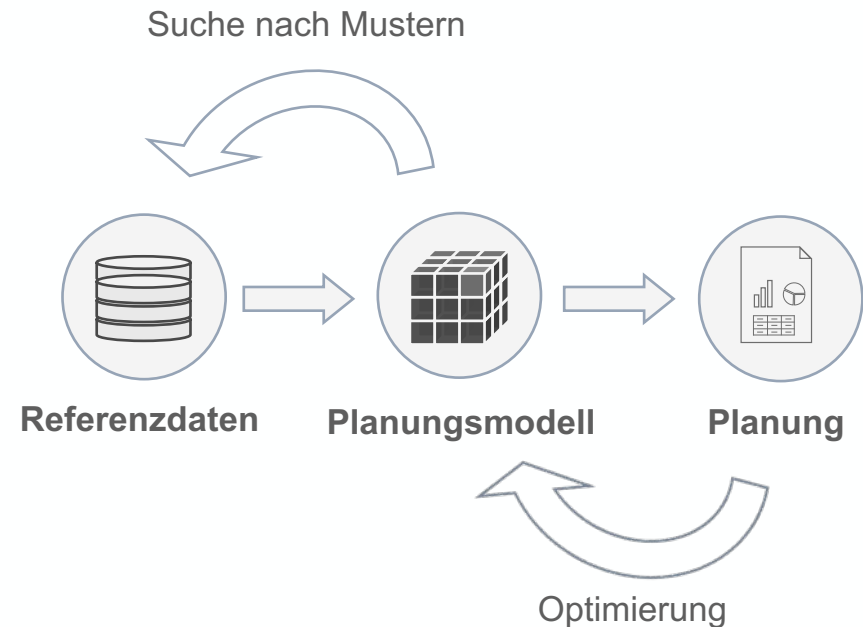 Suche nach Mustern
Referenzdaten
Planungsmodell
Planung
Optimierung